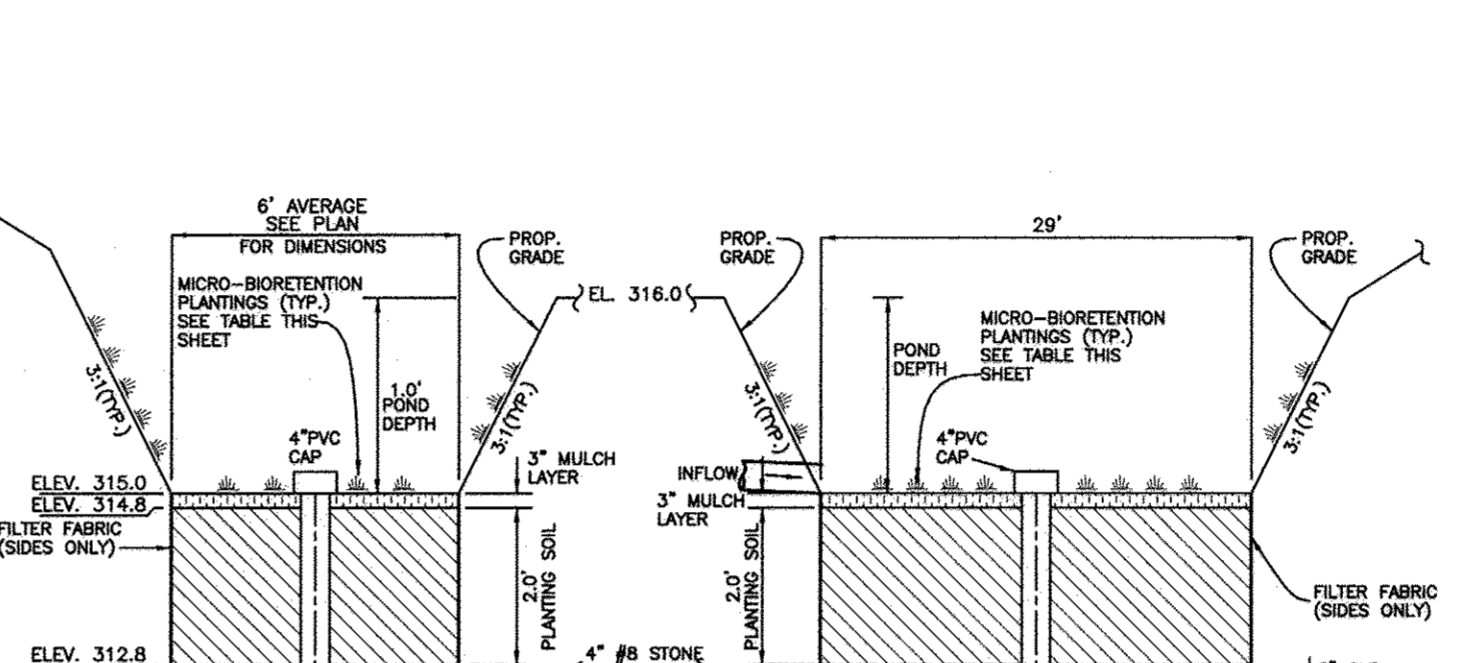 6' AVERAGE
SEE PLAN
FOR DIMENSIONS
MICRO-BIORETENTION
PLANTINGS (TYP.)
SEE TABLE THIS
SHEET
PROP.
GRADE
EL. 316.0
3:1(TYP.)
1.0'
POND
DEPTH
3:1(TYP.)
4"PVC
CAP
3" MULCH
LAYER
ELEV. 315.0
ELEV. 314.8
FILTER FABRIC
(SIDES ONLY)
2.0'
PLANTING SOIL
ELEV. 312.8
4" #8 STONE
PROP.
GRADE
29'
PROP.
GRADE
MICRO-BIORETENTION
PLANTINGS (TYP.)
SEE TABLE THIS
SHEET
POND
DEPTH
3:1(TYP.)
3:1(TYP.)
4"PVC
CAP
INFLOW
3" MULCH
LAYER
2.0'
PLANTING SOIL
FILTER FABRIC
(SIDES ONLY)